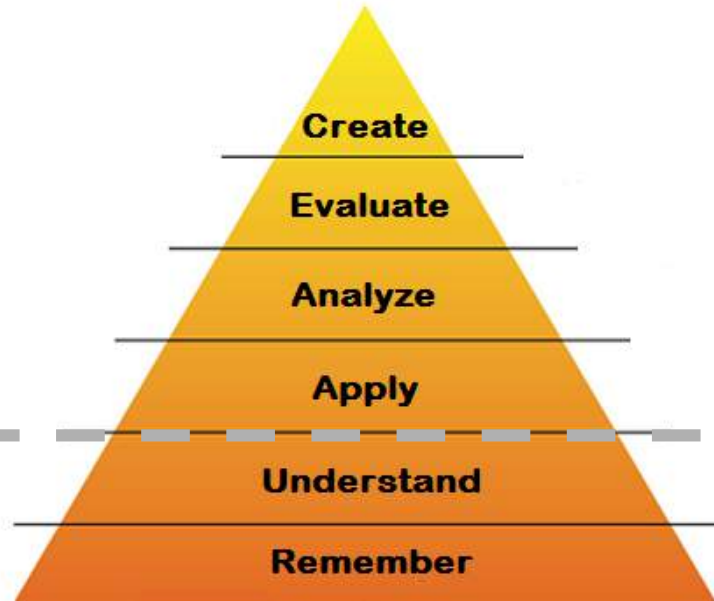 Create
Evaluate
Analyze
Apply
Understand
Remember